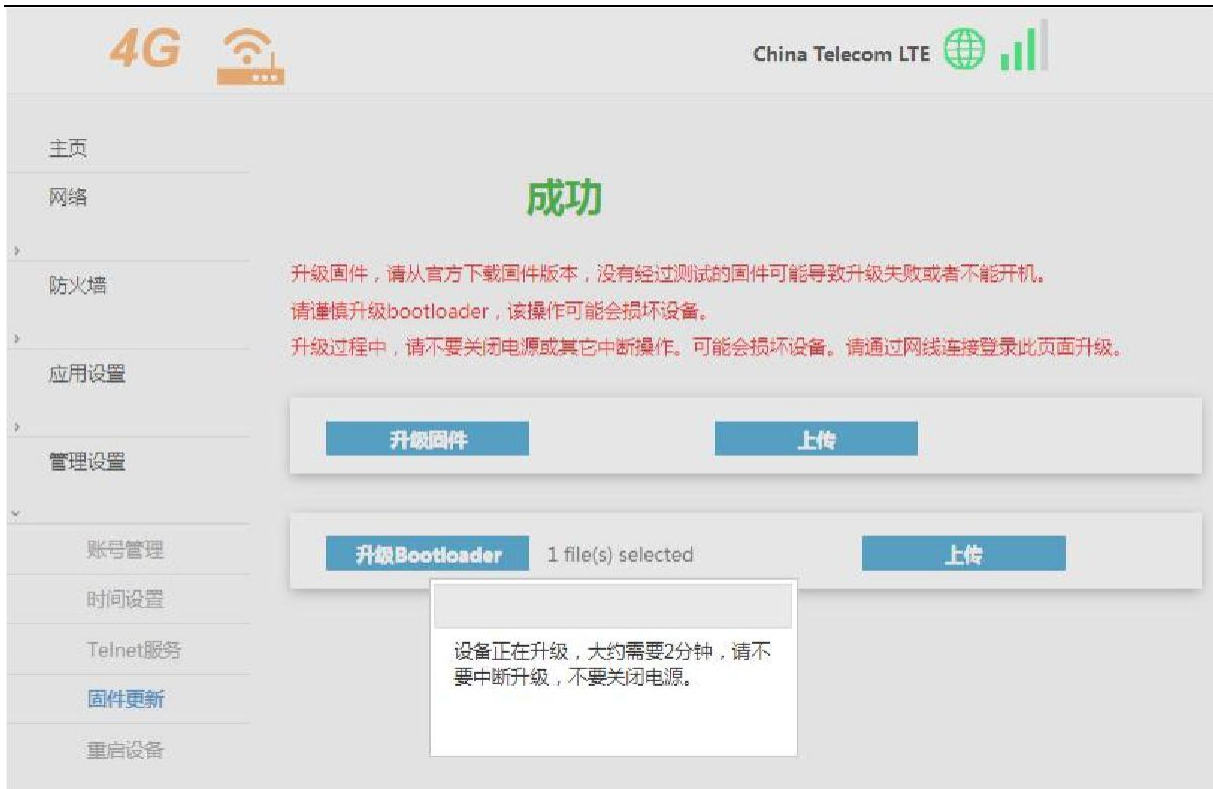 4G
China Telecom LTE
主页
网络
成功
升级固件，请从官方下载固件版本，没有经过测试的固件可能导致升级失败或者不能开机。
防火墙
请谨慎升级bootloader，该操作可能会损坏设备。
升级过程中，请不要关闭电源或其它中断操作。可能会损坏设备。请通过网线连接登录此页面升级。
应用设置
升级固件
上传
管理设置
升级Bootloader
1 file(s) selected
上传
账号管理
时间设置
Telnet服务
固件更新
重启设备
设备正在升级，大约需要2分钟，请不
要中断升级，不要关闭电源。